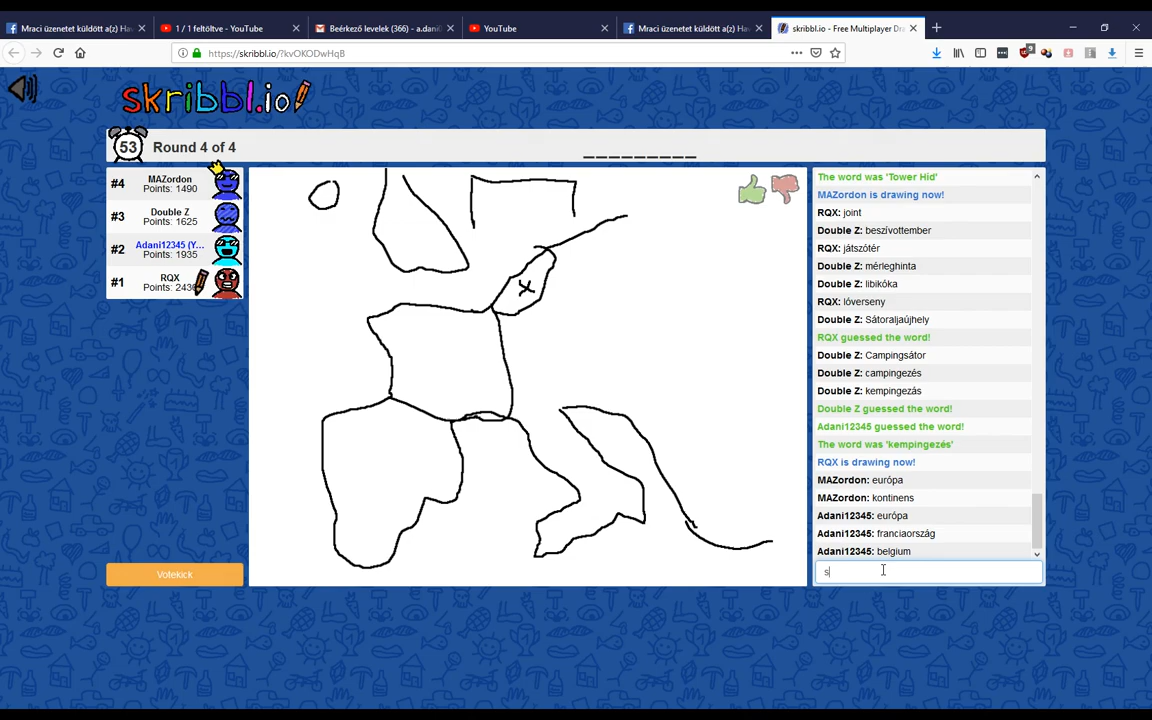 Mraci üzenetet küldött a(z) Ha
1 / 1 feltöltve - YouTube
Beérkező levelek (366) - a.dani
YouTube
Mraci üzenetet küldött a(z) Ha
skribbl.io - Free Multiplayer Dra
https://skribbl.io/?kvOKODwHqB
9
skribbl.io
53
Round 4 of 4
_________
#4
MAZordon
Points: 1490
#3
Double Z
Points: 1625
#2
Adani12345 (Y...
Points: 1935
#1
RQX
Points: 2436
Votekick
X
The word was 'Tower Hid'
MAZordon is drawing now!
RQX: joint
Double Z: beszívottember
RQX: játszótér
Double Z: mérleghinta
Double Z: libikóka
RQX: lóverseny
Double Z: Sátoraljaújhely
RQX guessed the word!
Double Z: Campingsátor
Double Z: campingezés
Double Z: kempingezás
Double Z guessed the word!
Adani12345 guessed the word!
The word was 'kempingezés'
RQX is drawing now!
MAZordon: európa
MAZordon: kontinens
Adani12345: európa
Adani12345: franciaország
Adani12345: belgium
s